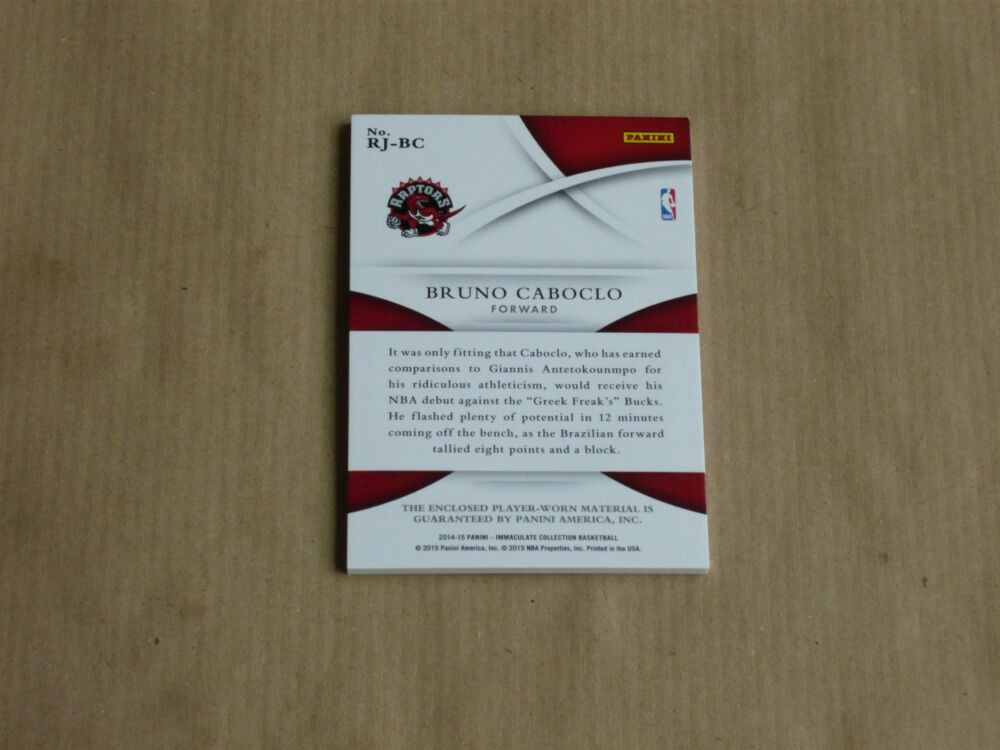 No.
RJ-BC
PANINI
RAPTORS
NBA
BRUNO CABOCLO
FORWARD
It was only fitting that Caboclo, who has earned
comparisons to Giannis Antetokounmpo for
his ridiculous athleticism, would receive his
NBA debut against the “Greek Freak’s” Bucks.
He flashed plenty of potential in 12 minutes
coming off the bench, as the Brazilian forward
tallied eight points and a block.
THE ENCLOSED PLAYER-WORN MATERIAL IS
GUARANTEED BY PANINI AMERICA, INC.
2014-15 PANINI – IMMACULATE COLLECTION BASKETBALL
© 2015 Panini America, Inc. © 2015 NBA Properties, Inc. Printed in the USA.